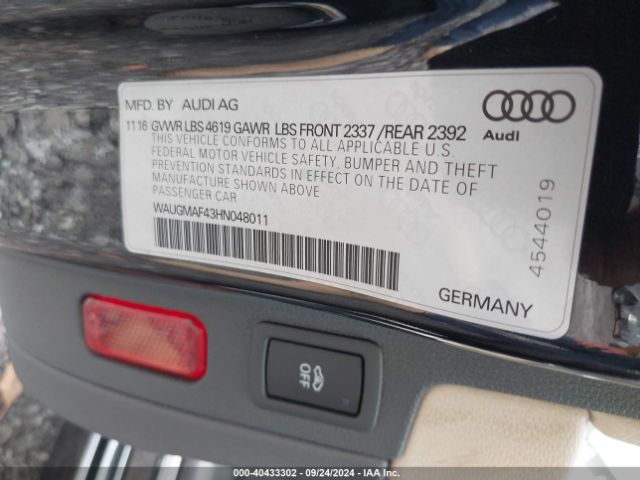 MFD. BY AUDI AG
11 16 GVWR LBS 4619 GAWR LBS FRONT 2337 /REAR 2392
THIS VEHICLE CONFORMS TO ALL APPLICABLE U.S.
FEDERAL MOTOR VEHICLE SAFETY, BUMPER AND THEFT
PREVENTION STANDARDS IN EFFECT ON THE DATE OF
MANUFACTURE SHOWN ABOVE
PASSENGER CAR
WAUGMAF43HN048011
Audi
4544019
GERMANY
OFF
000-40433302 - 09/24/2024 - IAA Inc.